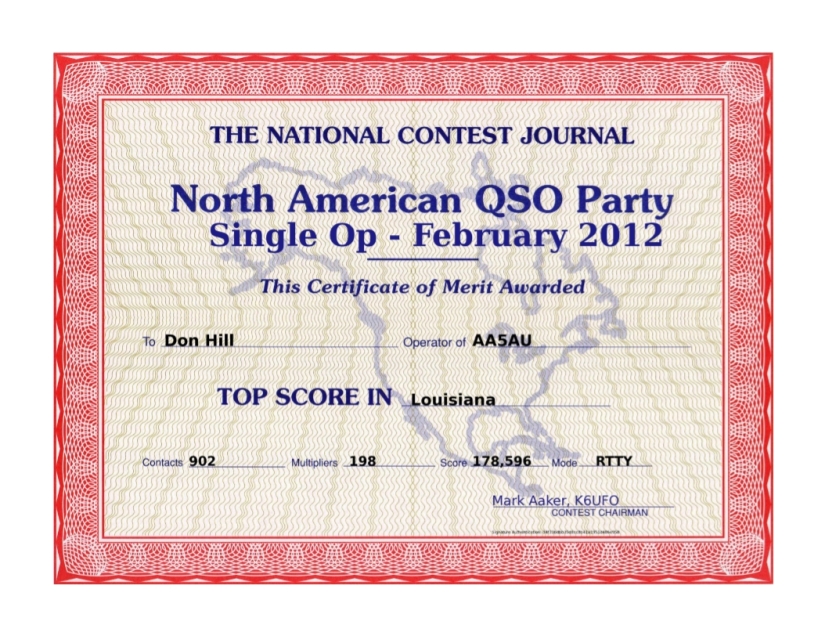 THE NATIONAL CONTEST JOURNAL
North American QSO Party
Single Op - February 2012
This Certificate of Merit Awarded
To Don Hill Operator of AA5AU
TOP SCORE IN Louisiana
Contacts 902 Multipliers 198 Score 178,596 Mode RTTY
Mark Aaker, K6UFO
CONTEST CHAIRMAN